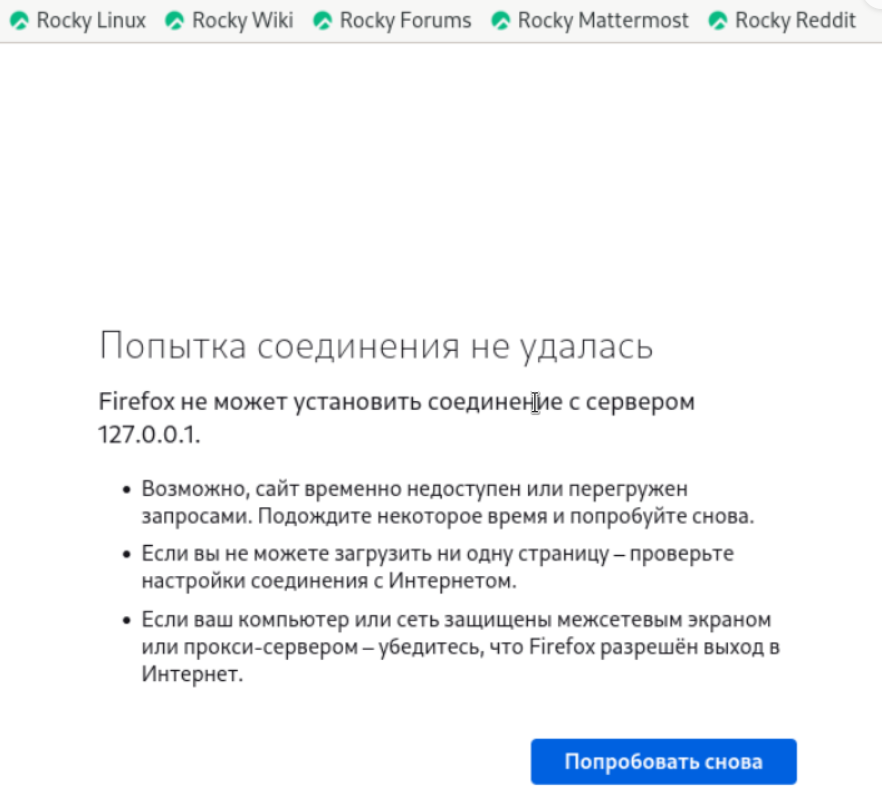 Rocky Linux Rocky Wiki Rocky Forums Rocky Mattermost Rocky Reddit
Попытка соединения не удалась
Firefox не может установить соединение с сервером
127.0.0.1.
• Возможно, сайт временно недоступен или перегружен
запросами. Подождите некоторое время и попробуйте снова.
• Если вы не можете загрузить ни одну страницу – проверьте
настройки соединения с Интернетом.
• Если ваш компьютер или сеть защищены межсетевым экраном
или прокси-сервером – убедитесь, что Firefox разрешён выход в
Интернет.
Попробовать снова